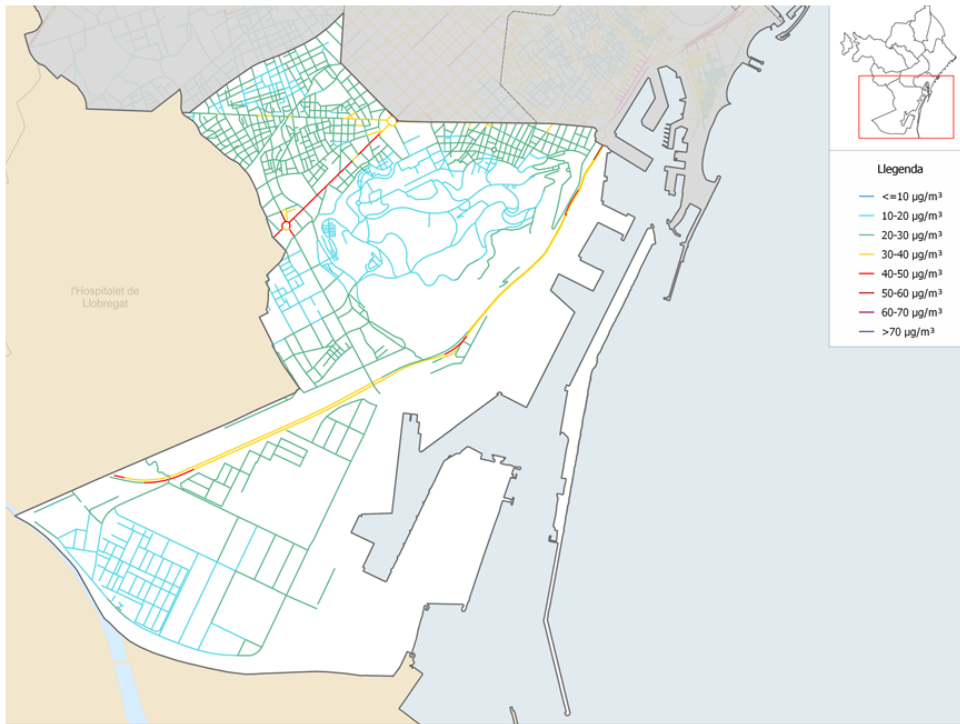 Llegenda
<=10 µg/m³
10-20 µg/m³
20-30 µg/m³
30-40 µg/m³
40-50 µg/m³
50-60 µg/m³
60-70 µg/m³
>70 µg/m³
l'Hospitalet de
Llobregat